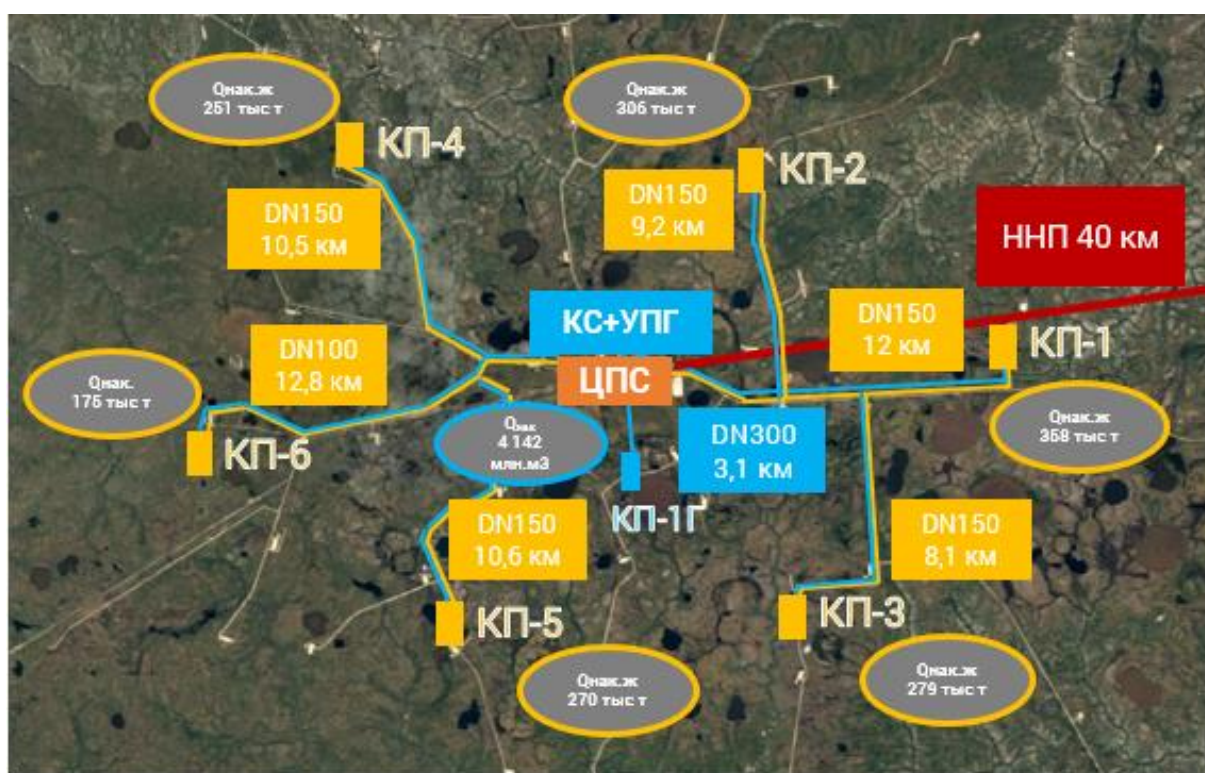 Qнак.ж
251 тыс т
КП-4
DN150
10,5 км
Qнак.ж
306 тыс т
КП-2
DN150
9,2 км
ННП 40 км
КС+УПГ
ЦПС
DN150
12 км
КП-1
Qнак.ж
358 тыс т
DN100
12,8 км
Qнак.
175 тыс т
КП-6
Qнак
4 142
млн.м3
DN300
3,1 км
КП-1Г
DN150
10,6 км
КП-5
Qнак.ж
270 тыс т
DN150
8,1 км
КП-3
Qнак.ж
279 тыс т